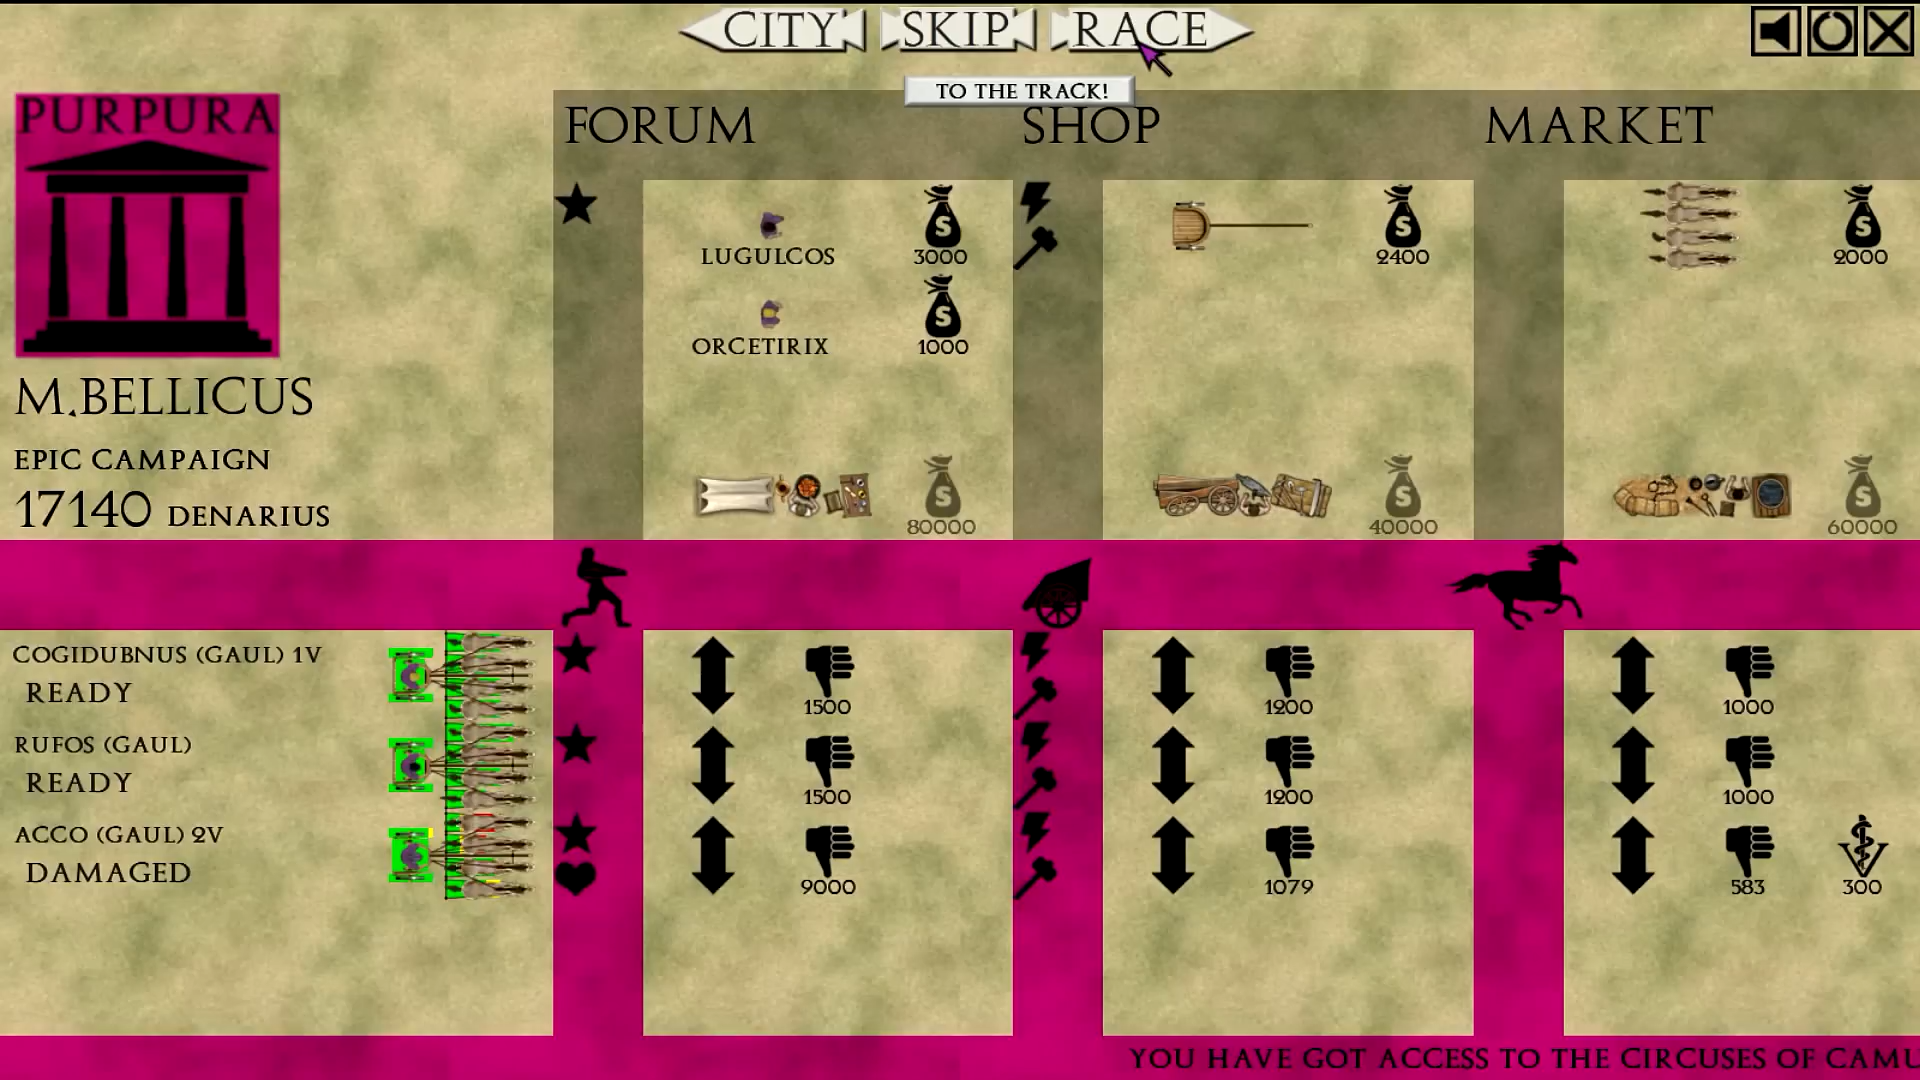 CITY SKIP RACE
TO THE TRACK!
PURPURA
FORUM SHOP MARKET
LUGULCOS 3000 2400 2000
ORCETIRIX 1000
M.BELLICUS
EPIC CAMPAIGN
17140 DENARIUS
80000 40000 60000
COGIDUBNUS (GAUL) 1V
READY
1500 1200 1000
RUFOS (GAUL)
READY
1500 1200 1000
ACCO (GAUL) 2V
DAMAGED
9000 1079 583 300
YOU HAVE GOT ACCESS TO THE CIRCUSES OF CAMU